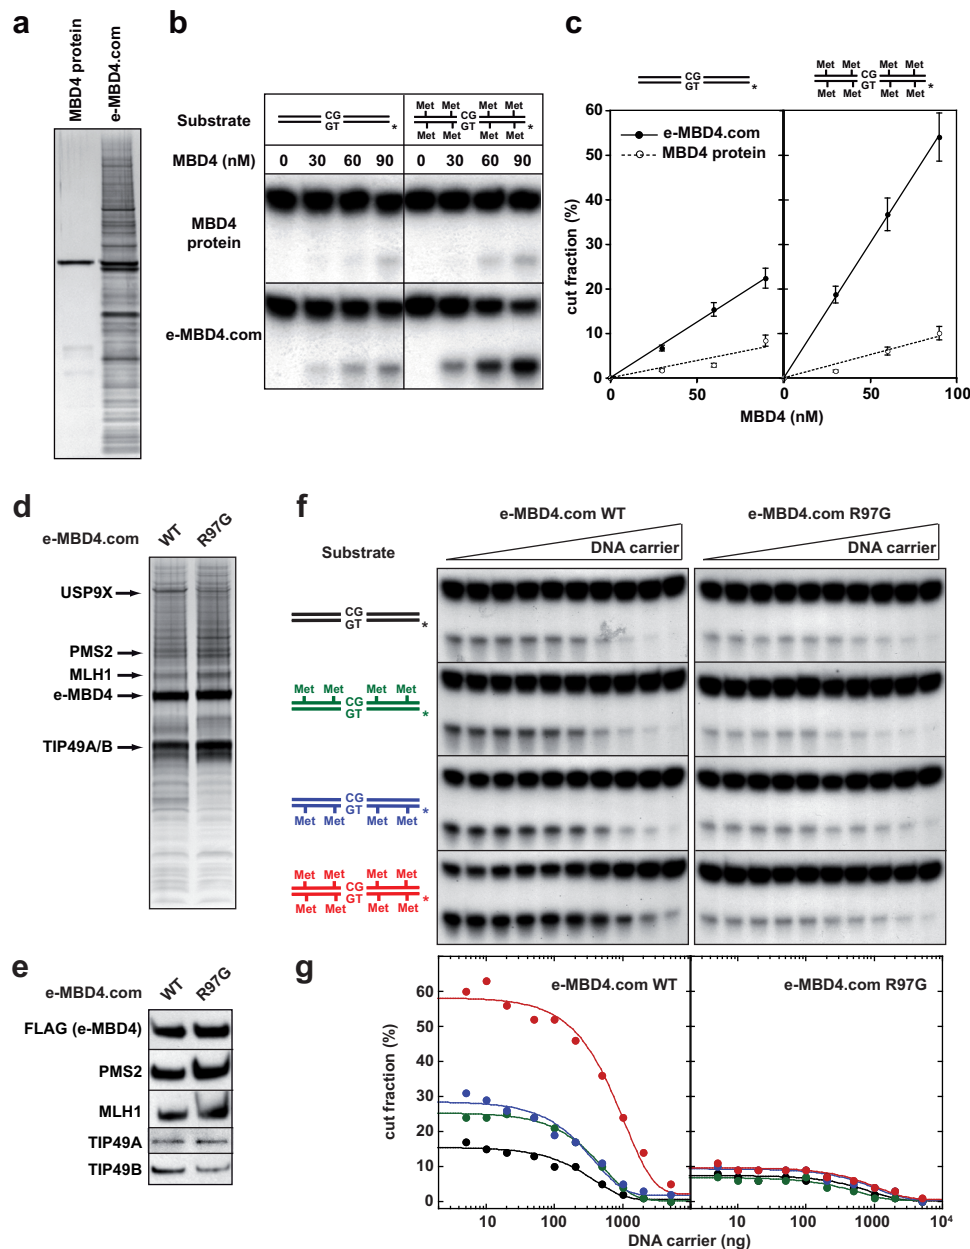 a
MBD4 protein
e-MBD4.com
b
Substrate
CG
GT
*
Met Met
CG
GT
Met Met
Met Met
Met Met
*
MBD4 (nM)
0 30 60 90 0 30 60 90
MBD4
protein
e-MBD4.com
c
CG
GT
*
Met Met
Met Met
CG
GT
Met Met
Met Met
*
e-MBD4.com
MBD4 protein
cut fraction (%)
60
50
40
30
20
10
0
0 50 0 50 100
MBD4 (nM)
d
e-MBD4.com
WT
R97G
USP9X
PMS2
MLH1
e-MBD4
TIP49A/B
e
e-MBD4.com
WT
R97G
FLAG (e-MBD4)
PMS2
MLH1
TIP49A
TIP49B
f
e-MBD4.com WT
e-MBD4.com R97G
Substrate
DNA carrier
DNA carrier
CG
GT
*
Met Met
Met Met
CG
GT
*
CG
GT
*
Met Met
Met Met
Met Met
Met Met
CG
GT
*
Met Met
Met Met
g
e-MBD4.com WT
e-MBD4.com R97G
cut fraction (%)
60
50
40
30
20
10
0
10 100 1000 10 100 1000 10⁴
DNA carrier (ng)